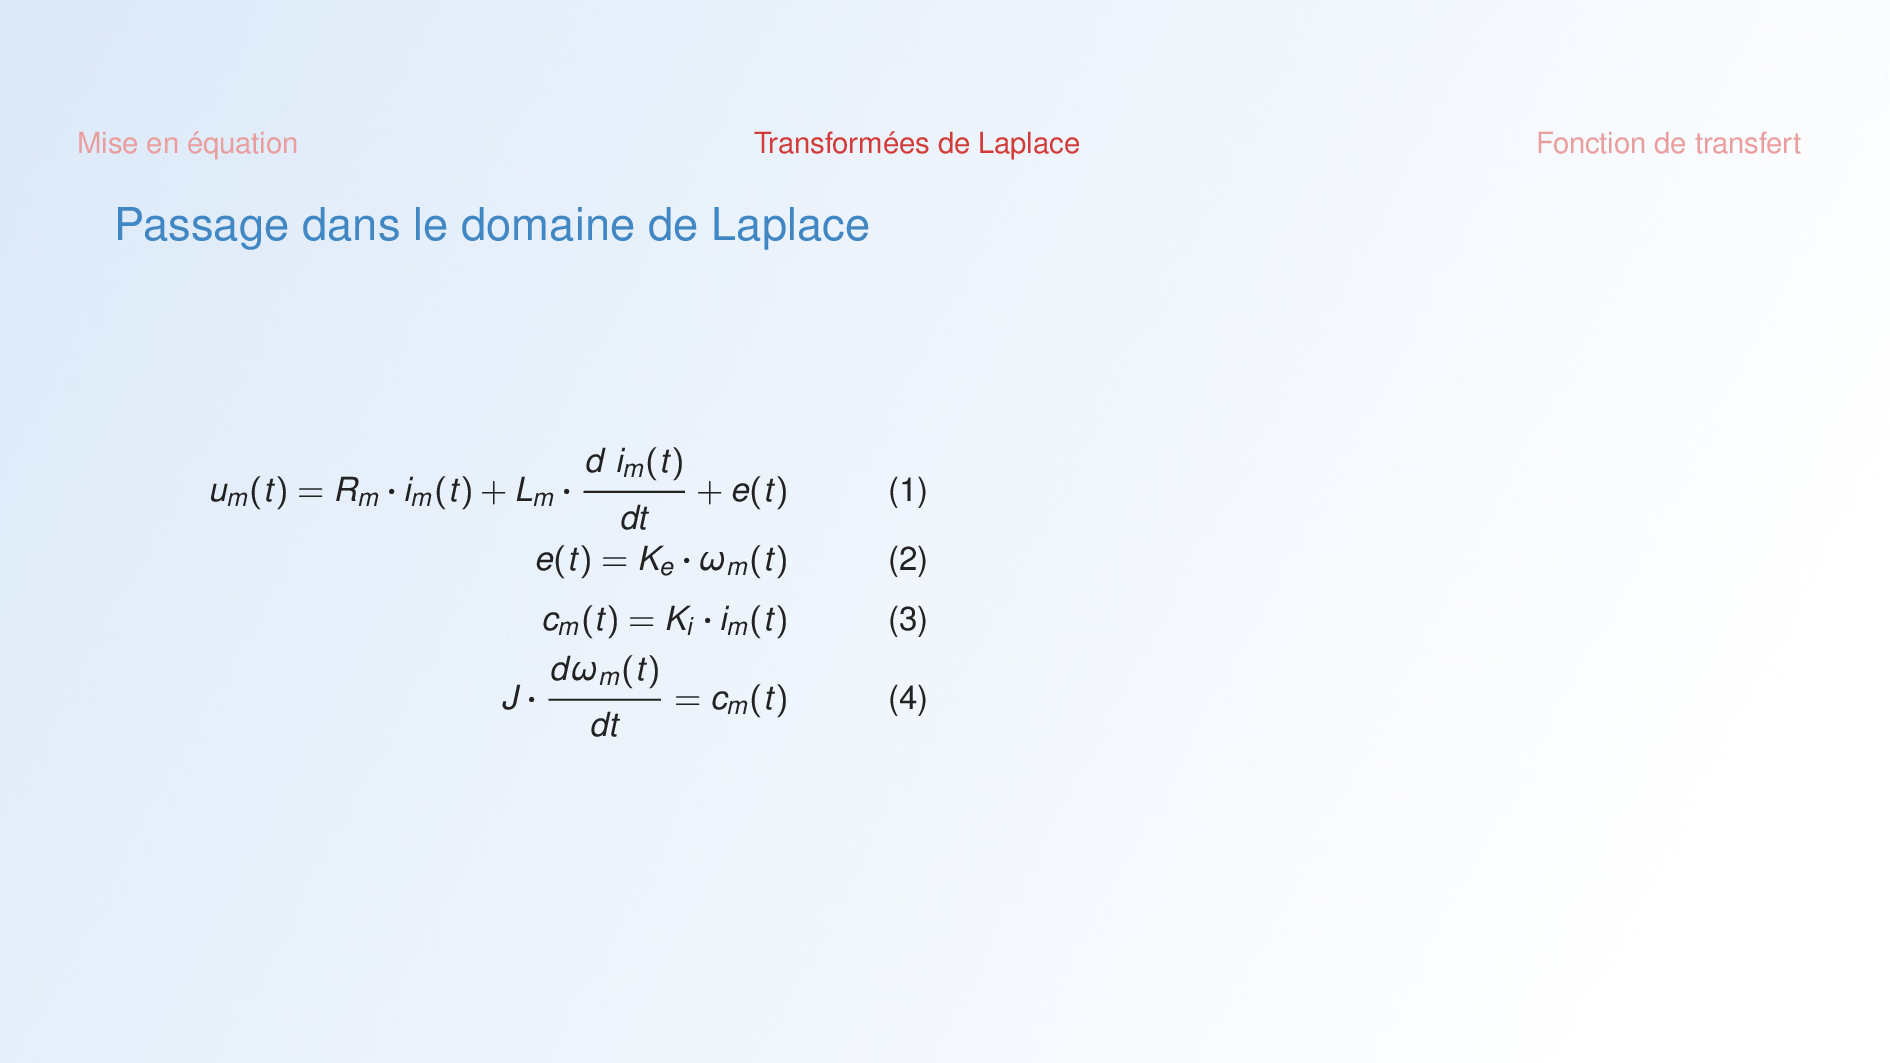 Mise en équation Transformées de Laplace Fonction de transfert
Passage dans le domaine de Laplace
$u_m(t) = R_m \cdot i_m(t) + L_m \cdot \frac{d\ i_m(t)}{dt} + e(t)$ (1)
$e(t) = K_e \cdot \omega_m(t)$ (2)
$c_m(t) = K_i \cdot i_m(t)$ (3)
$J \cdot \frac{d\omega_m(t)}{dt} = c_m(t)$ (4)